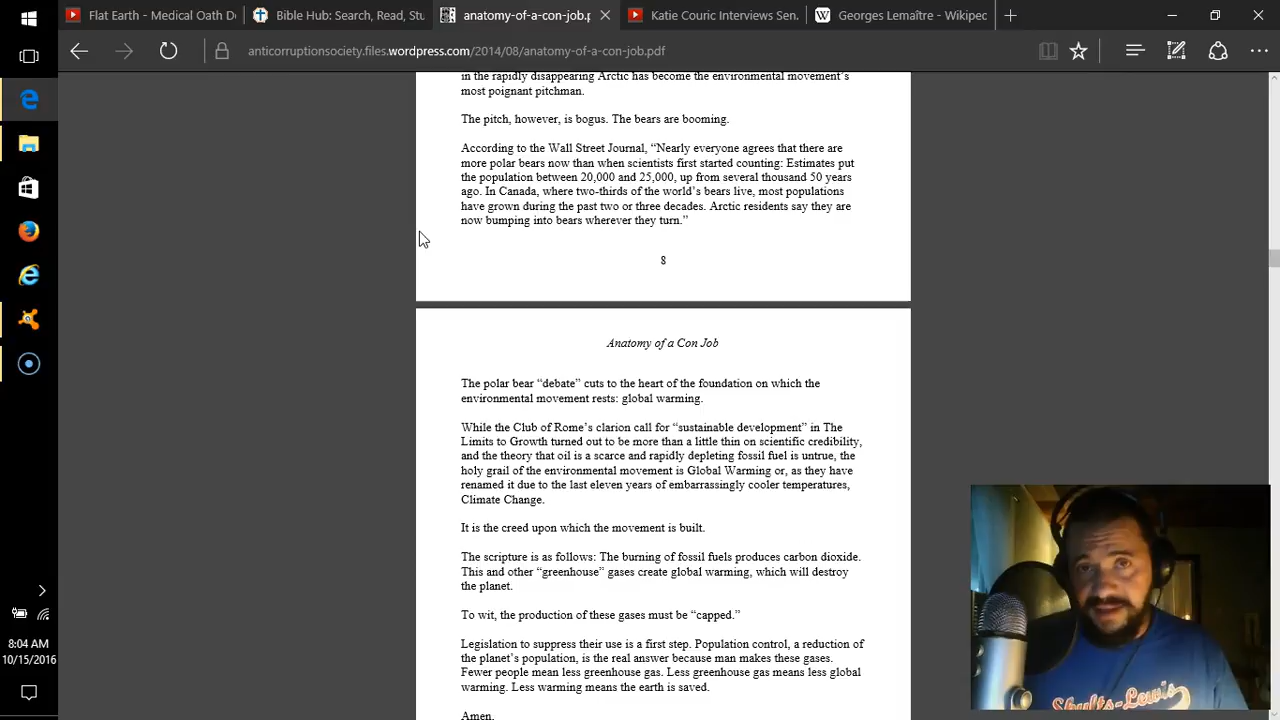 Flat Earth - Medical Oath D
Bible Hub: Search, Read, Stu
anatomy-of-a-con-job.p
Katie Couric Interviews Sen.
Georges Lemaître - Wikipec
anticorruptionsociety.files.wordpress.com/2014/08/anatomy-of-a-con-job.pdf
in the rapidly disappearing Arctic has become the environmental movement's
most poignant pitchman.
The pitch, however, is bogus. The bears are booming.
According to the Wall Street Journal, “Nearly everyone agrees that there are
more polar bears now than when scientists first started counting: Estimates put
the population between 20,000 and 25,000, up from several thousand 50 years
ago. In Canada, where two-thirds of the world's bears live, most populations
have grown during the past two or three decades. Arctic residents say they are
now bumping into bears wherever they turn.”
8
Anatomy of a Con Job
The polar bear “debate” cuts to the heart of the foundation on which the
environmental movement rests: global warming.
While the Club of Rome's clarion call for “sustainable development” in The
Limits to Growth turned out to be more than a little thin on scientific credibility,
and the theory that oil is a scarce and rapidly depleting fossil fuel is untrue, the
holy grail of the environmental movement is Global Warming or, as they have
renamed it due to the last eleven years of embarrassingly cooler temperatures,
Climate Change.
It is the creed upon which the movement is built.
The scripture is as follows: The burning of fossil fuels produces carbon dioxide.
This and other “greenhouse” gases create global warming, which will destroy
the planet.
To wit, the production of these gases must be “capped.”
Legislation to suppress their use is a first step. Population control, a reduction of
the planet's population, is the real answer because man makes these gases.
Fewer people mean less greenhouse gas. Less greenhouse gas means less global
warming. Less warming means the earth is saved.
Amen.
8:04 AM
10/15/2016
Shults-Lewis